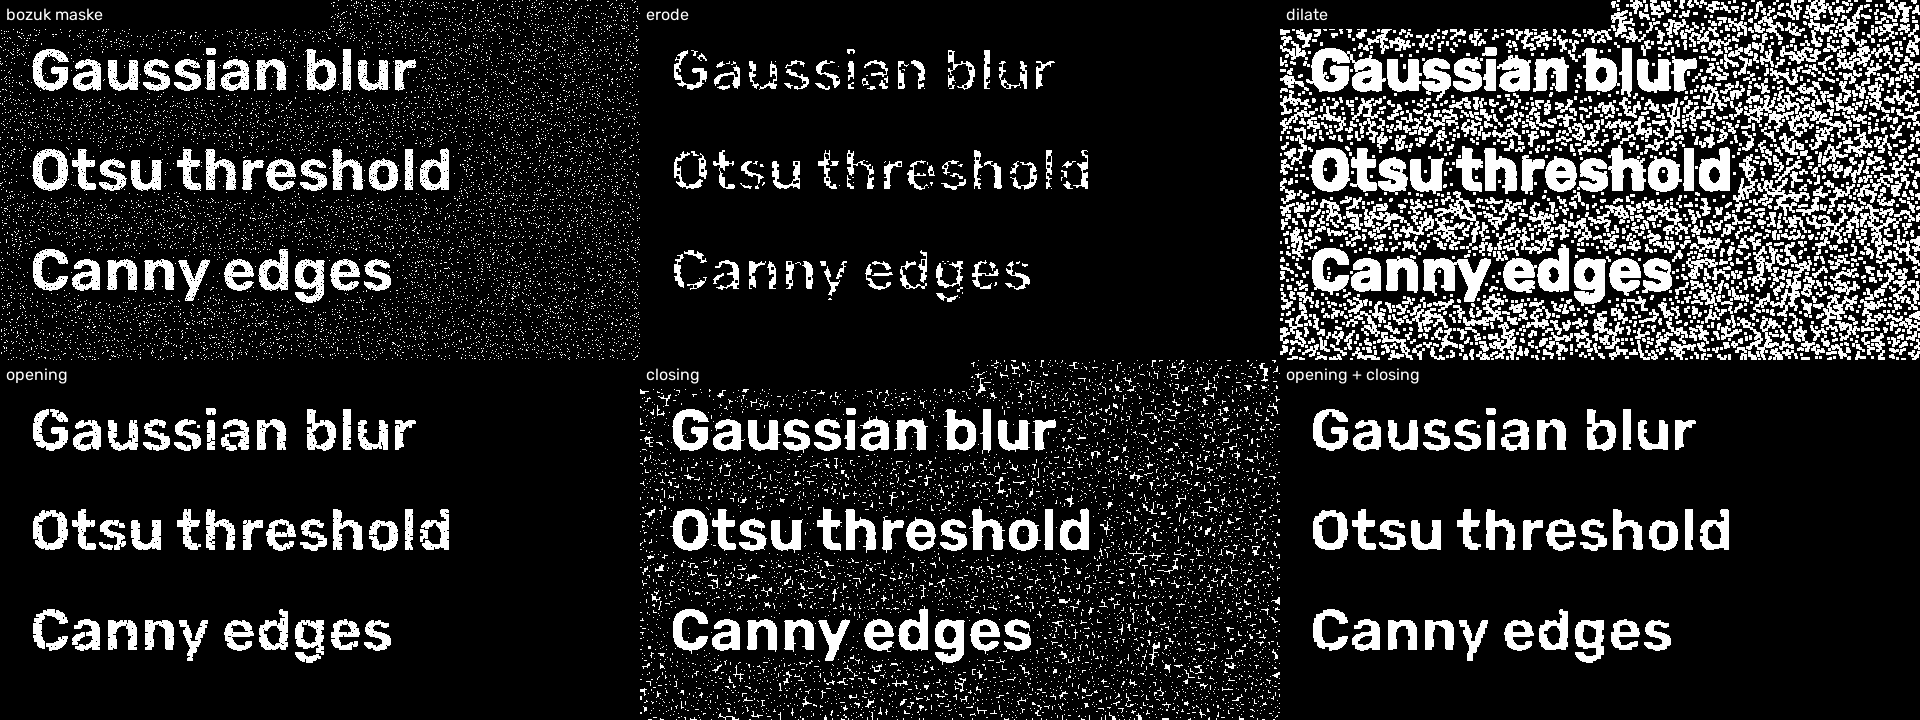 bozuk maske
Gaussian blur
Otsu threshold
Canny edges
erode
Gaussian blur
Otsu threshold
Canny edges
dilate
Gaussian blur
Otsu threshold
Canny edges
opening
Gaussian blur
Otsu threshold
Canny edges
closing
Gaussian blur
Otsu threshold
Canny edges
opening + closing
Gaussian blur
Otsu threshold
Canny edges